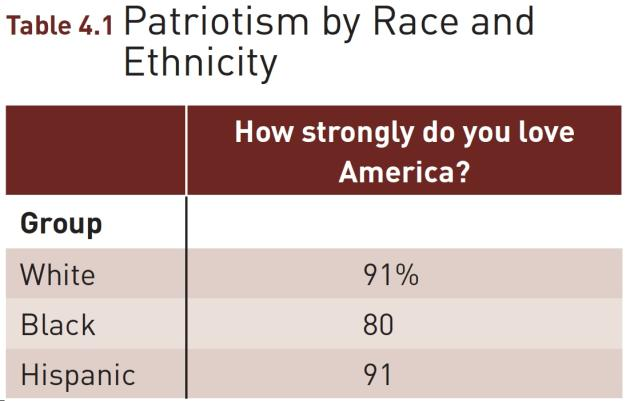 Table 4.1 Patriotism by Race and
Ethnicity
How strongly do you love
America?
Group
White 91%
Black 80
Hispanic 91